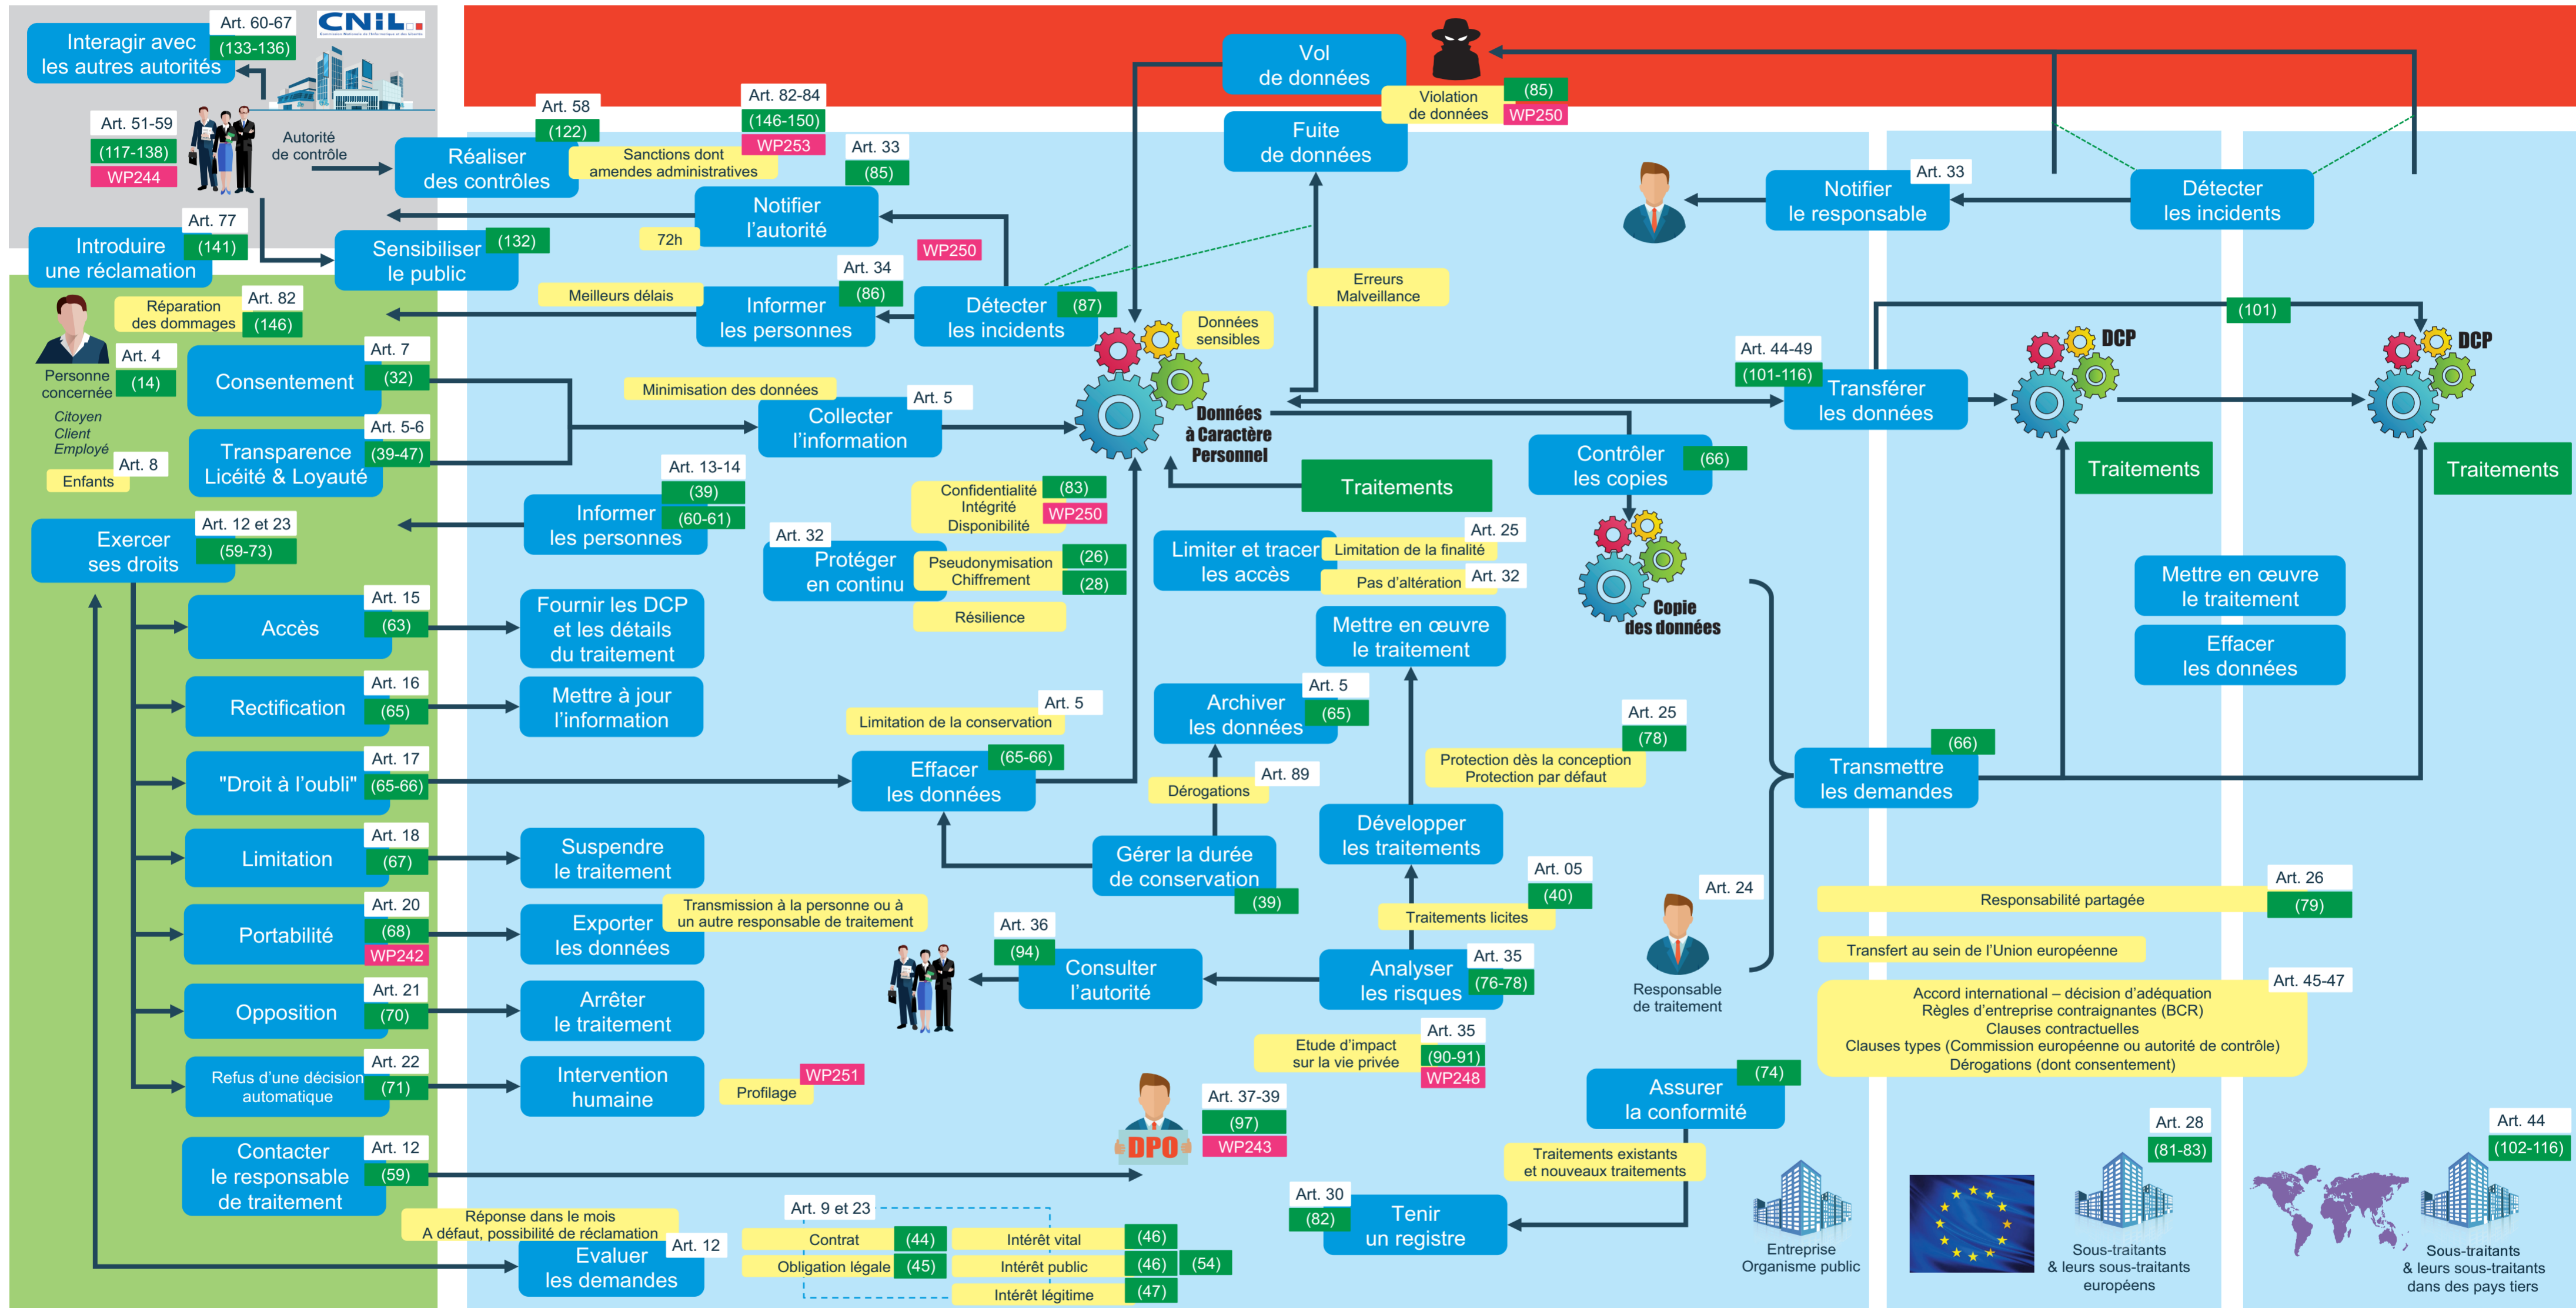 Interagir avec
les autres autorités
Art. 60-67
(133-136)
CNIL
Art. 51-59
(117-138)
WP244
Autorité
de contrôle
Art. 58
(122)
Réaliser
des contrôles
Sanctions dont
amendes administratives
Art. 82-84
(146-150)
WP253
Art. 33
(85)
Notifier
l'autorité
72h
WP250
Art. 77
(141)
Introduire
une réclamation
Sensibiliser
le public
(132)
Vol
de données
Violation
de données
(85)
WP250
Fuite
de données
Erreurs
Malveillance
Notifier
le responsable
Art. 33
Détecter
les incidents
Meilleurs délais
Informer
les personnes
Art. 34
(86)
Détecter
les incidents
(87)
Réparation
des dommages
Art. 82
(146)
Personne
concernée
Art. 4
(14)
Citoyen
Client
Employé
Enfants
Art. 8
Consentement
Art. 7
(32)
Transparence
Licéité & Loyauté
Art. 5-6
(39-47)
Minimisation des données
Collecter
l'information
Art. 5
Données
sensibles
Données
à Caractère
Personnel
Traitements
Contrôler
les copies
(66)
Art. 44-49
(101-116)
Transférer
les données
(101)
DCP
DCP
Traitements
Traitements
Art. 13-14
(39)
(60-61)
Informer
les personnes
Confidentialité
Intégrité
Disponibilité
(83)
WP250
Art. 32
Protéger
en continu
Pseudonymisation
Chiffrement
(26)
(28)
Résilience
Limiter et tracer
les accès
Limitation de la finalité
Art. 25
Pas d'altération
Art. 32
Copie
des données
Mettre en œuvre
le traitement
Mettre en œuvre
le traitement
Effacer
les données
Exercer
ses droits
Art. 12 et 23
(59-73)
Accès
Art. 15
(63)
Fournir les DCP
et les détails
du traitement
Rectification
Art. 16
(65)
Mettre à jour
l'information
"Droit à l'oubli"
Art. 17
(65-66)
Limitation de la conservation
Art. 5
Effacer
les données
(65-66)
Archiver
les données
Art. 5
(65)
Dérogations
Art. 89
Gérer la durée
de conservation
(39)
Art. 25
(78)
Protection dès la conception
Protection par défaut
Développer
les traitements
Transmettre
les demandes
(66)
Limitation
Art. 18
(67)
Suspendre
le traitement
Portabilité
Art. 20
(68)
WP242
Exporter
les données
Transmission à la personne ou à
un autre responsable de traitement
Art. 05
(40)
Traitements licites
Art. 36
(94)
Consulter
l'autorité
Analyser
les risques
Art. 35
(76-78)
Art. 24
Responsable
de traitement
Responsabilité partagée
Art. 26
(79)
Transfert au sein de l'Union européenne
Art. 45-47
Accord international – décision d'adéquation
Règles d'entreprise contraignantes (BCR)
Clauses contractuelles
Clauses types (Commission européenne ou autorité de contrôle)
Dérogations (dont consentement)
Opposition
Art. 21
(70)
Arrêter
le traitement
Refus d'une décision
automatique
Art. 22
(71)
Intervention
humaine
Profilage
WP251
Etude d'impact
sur la vie privée
Art. 35
(90-91)
WP248
DPO
Art. 37-39
(97)
WP243
Assurer
la conformité
(74)
Traitements existants
et nouveaux traitements
Art. 30
(82)
Tenir
un registre
Contacter
le responsable
de traitement
Art. 12
(59)
Réponse dans le mois
A défaut, possibilité de réclamation
Evaluer
les demandes
Art. 12
Art. 9 et 23
Contrat
(44)
Obligation légale
(45)
Intérêt vital
(46)
Intérêt public
(46)
(54)
Intérêt légitime
(47)
Entreprise
Organisme public
Art. 28
(81-83)
Sous-traitants
& leurs sous-traitants
européens
Art. 44
(102-116)
Sous-traitants
& leurs sous-traitants
dans des pays tiers